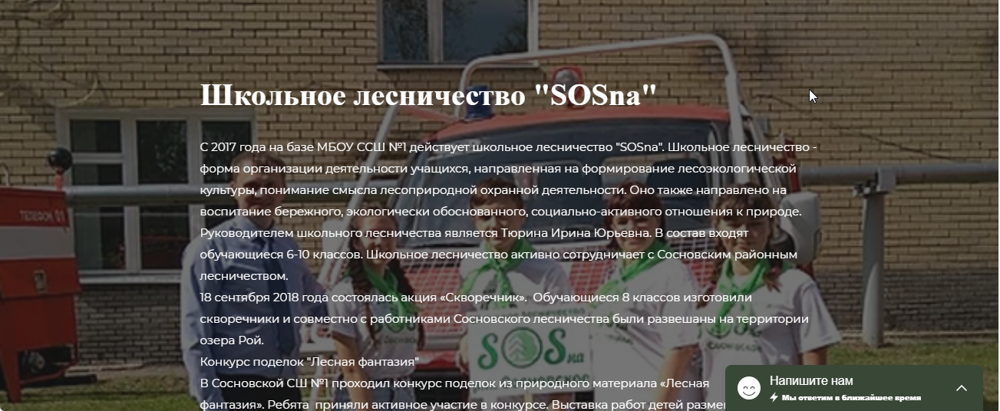 Школьное лесничество "SOSna"
С 2017 года на базе МБОУ ССШ №1 действует школьное лесничество "SOSna". Школьное лесничество -
форма организации деятельности учащихся, направленная на формирование лесоэкологической
культуры, понимание смысла лесоприродной охранной деятельности. Оно также направлено на
воспитание бережного, экологически обоснованного, социально-активного отношения к природе.
Руководителем школьного лесничества является Тюрина Ирина Юрьевна. В состав входят
обучающиеся 6-10 классов. Школьное лесничество активно сотрудничает с Сосновским районным
лесничеством.
18 сентября 2018 года состоялась акция «Скворечник».  Обучающиеся 8 классов изготовили
скворечники и совместно с работниками Сосновского лесничества были развешаны на территории
озера Рой.
Конкурс поделок "Лесная фантазия"
В Сосновской СШ №1 проходил конкурс поделок из природного материала «Лесная
фантазия». Ребята  приняли активное участие в конкурсе. Выставка работ детей
SOSna
Напишите нам
Мы ответим в ближайшее время